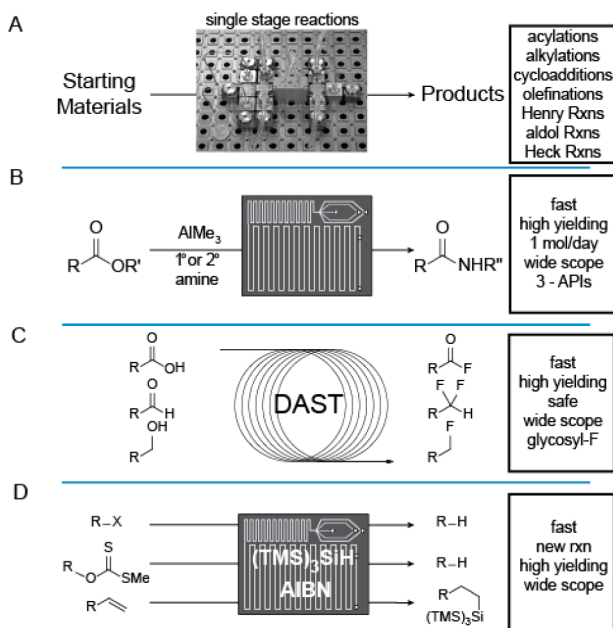 A
single stage reactions
Starting
Materials
Products
acylations
alkylations
cycloadditions
olefinations
Henry Rxns
aldol Rxns
Heck Rxns
B
O
R
OR'
AlMe₃
1° or 2°
amine
O
R
NHR"
fast
high yielding
1 mol/day
wide scope
3 - APIs
C
O
R
OH
O
R
H
OH
R
DAST
O
R
F
F
F
R
H
F
R
fast
high yielding
safe
wide scope
glycosyl-F
D
R–X
S
R
O
SMe
R
(TMS)₃SiH
AIBN
R–H
R–H
R
(TMS)₃Si
fast
new rxn
high yielding
wide scope